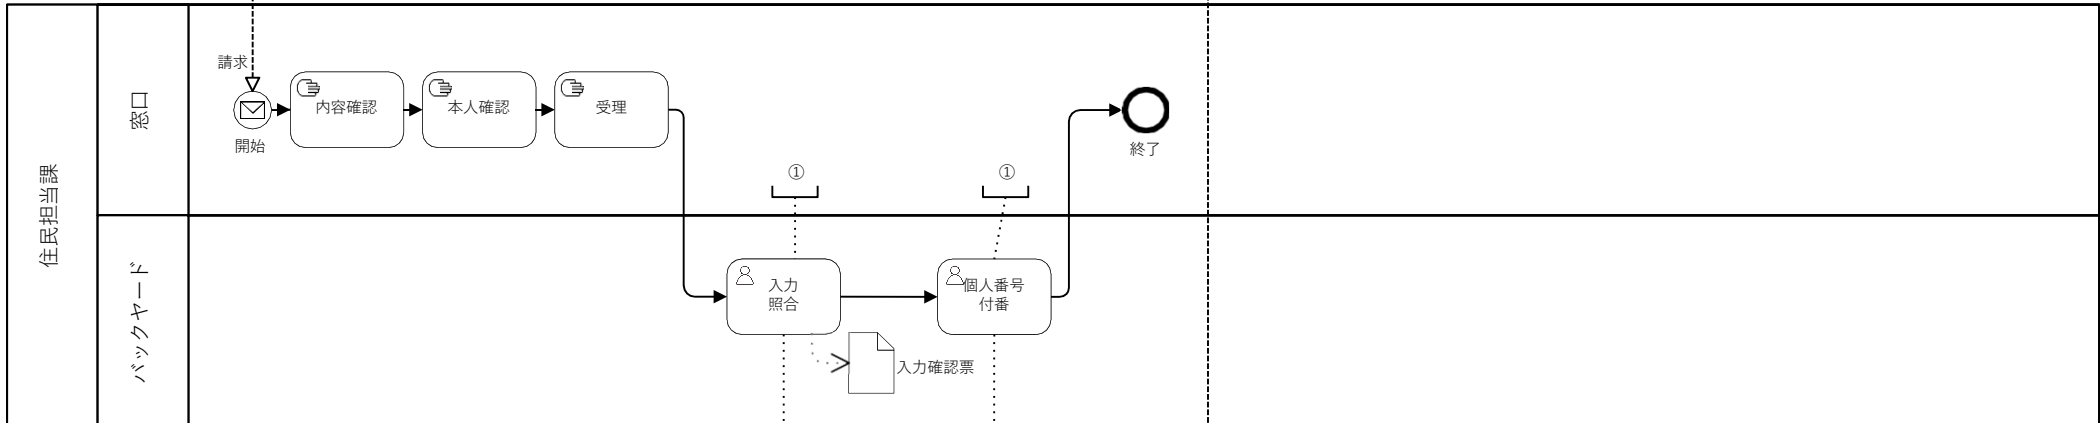 住民担当課
窓口
請求
開始
内容確認
本人確認
受理
①
①
終了
バックヤード
入力
照合
個人番号
付番
入力確認票